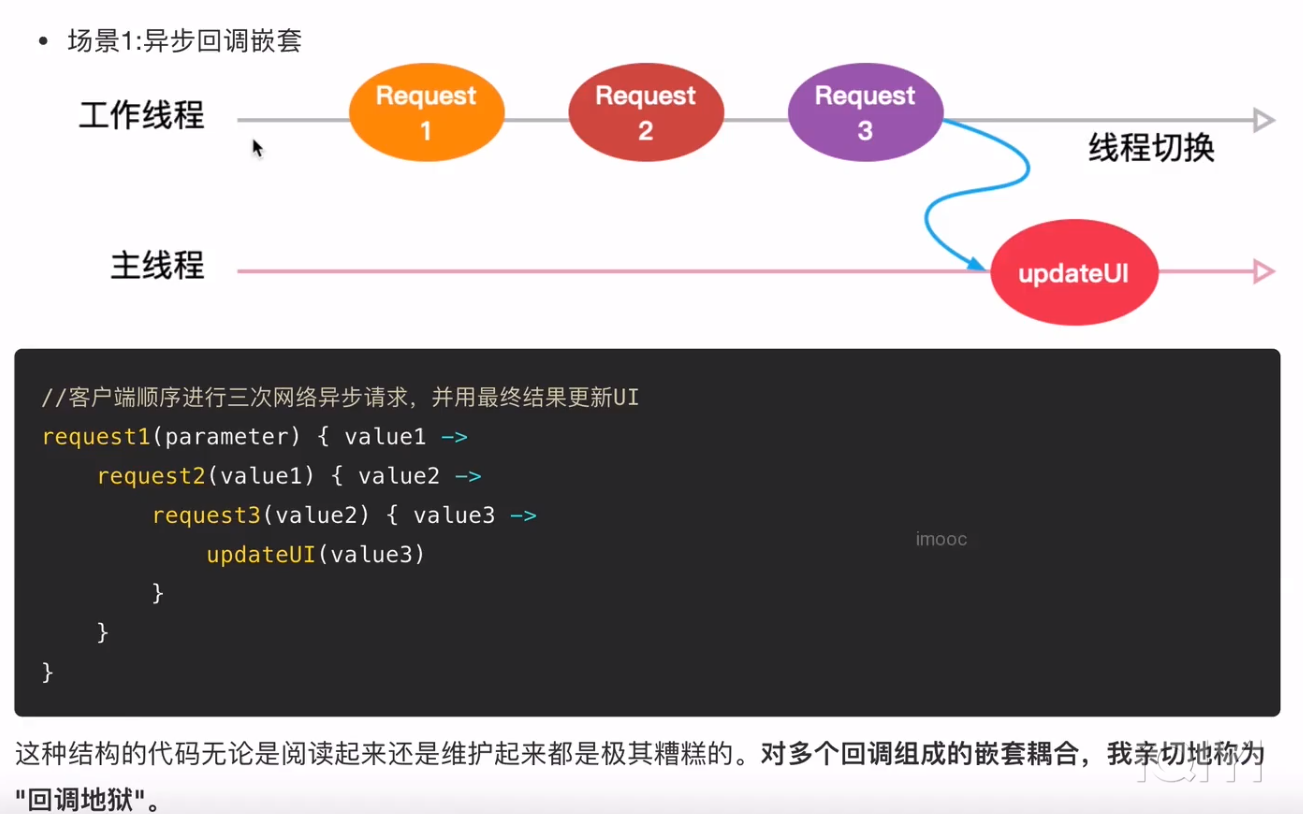 场景1:异步回调嵌套
工作线程
Request
1
Request
2
Request
3
线程切换
主线程
updateUI
//客户端顺序进行三次网络异步请求，并用最终结果更新UI
request1(parameter) { value1 ->
request2(value1) { value2 ->
request3(value2) { value3 ->
updateUI(value3)
}
}
}
imooc
这种结构的代码无论是阅读起来还是维护起来都是极其糟糕的。对多个回调组成的嵌套耦合，我亲切地称为
"回调地狱"。